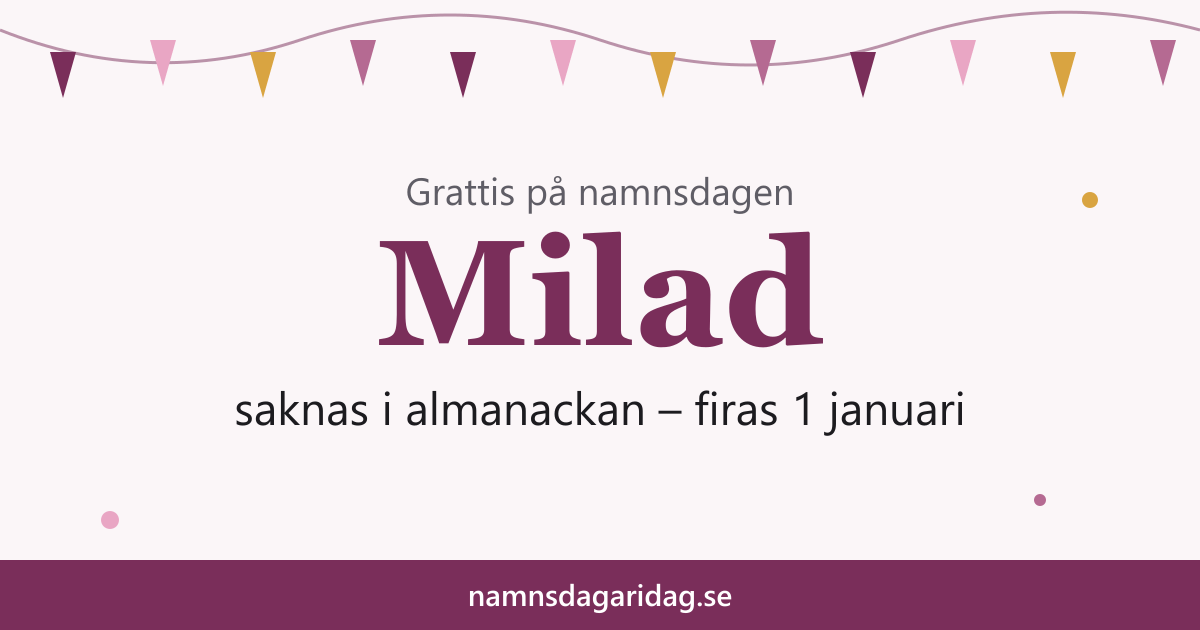 Grattis på namnsdagen
Milad
saknas i almanackan – firas 1 januari
namnsdagaridag.se